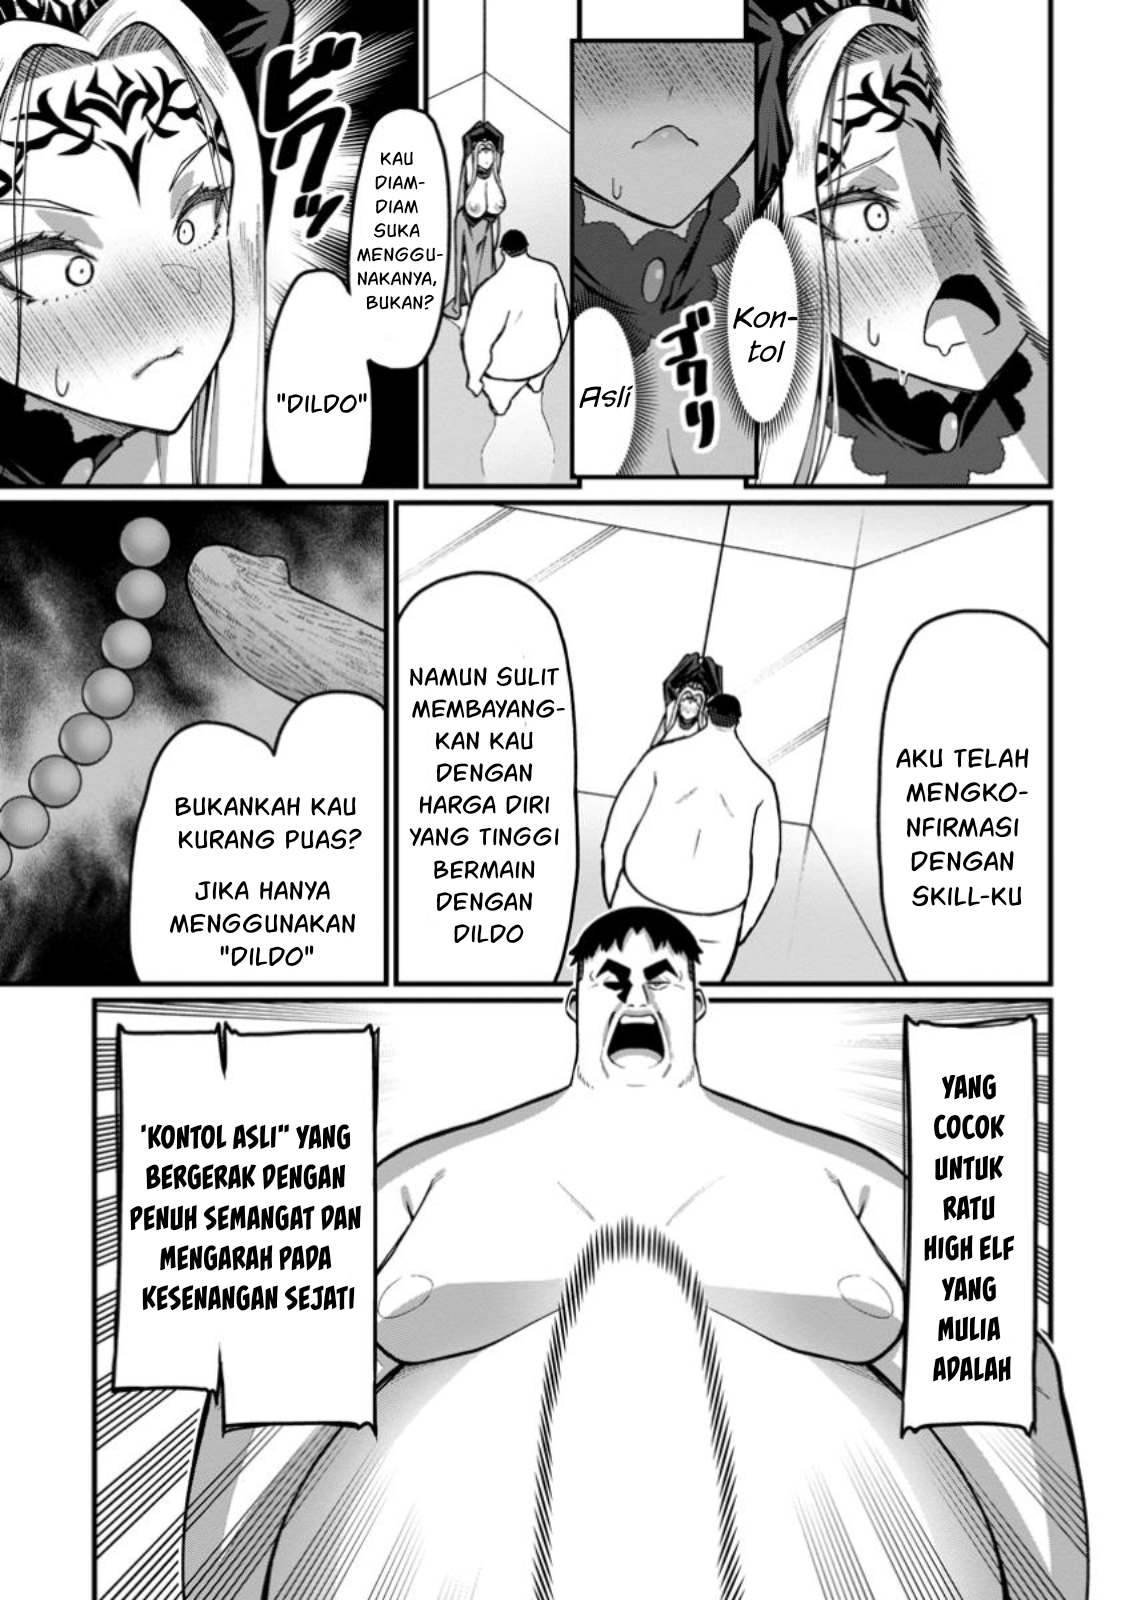 Kon-
tol
Asli
ゴクリ
KAU
DIAM-
DIAM
SUKA
MENGGU-
NAKANYA,
BUKAN?
"DILDO"
ビクッ
AKU TELAH
MENGKO-
NFIRMASI
DENGAN
SKILL-KU
NAMUN SULIT
MEMBAYANG-
KAN KAU
DENGAN
HARGA DIRI
YANG TINGGI
BERMAIN
DENGAN
DILDO
BUKANKAH KAU
KURANG PUAS?
JIKA HANYA
MENGGUNAKAN
"DILDO"
YANG
COCOK
UNTUK
RATU
HIGH ELF
YANG
MULIA
ADALAH
'KONTOL ASLI" YANG
BERGERAK DENGAN
PENUH SEMANGAT DAN
MENGARAH PADA
KESENANGAN SEJATI